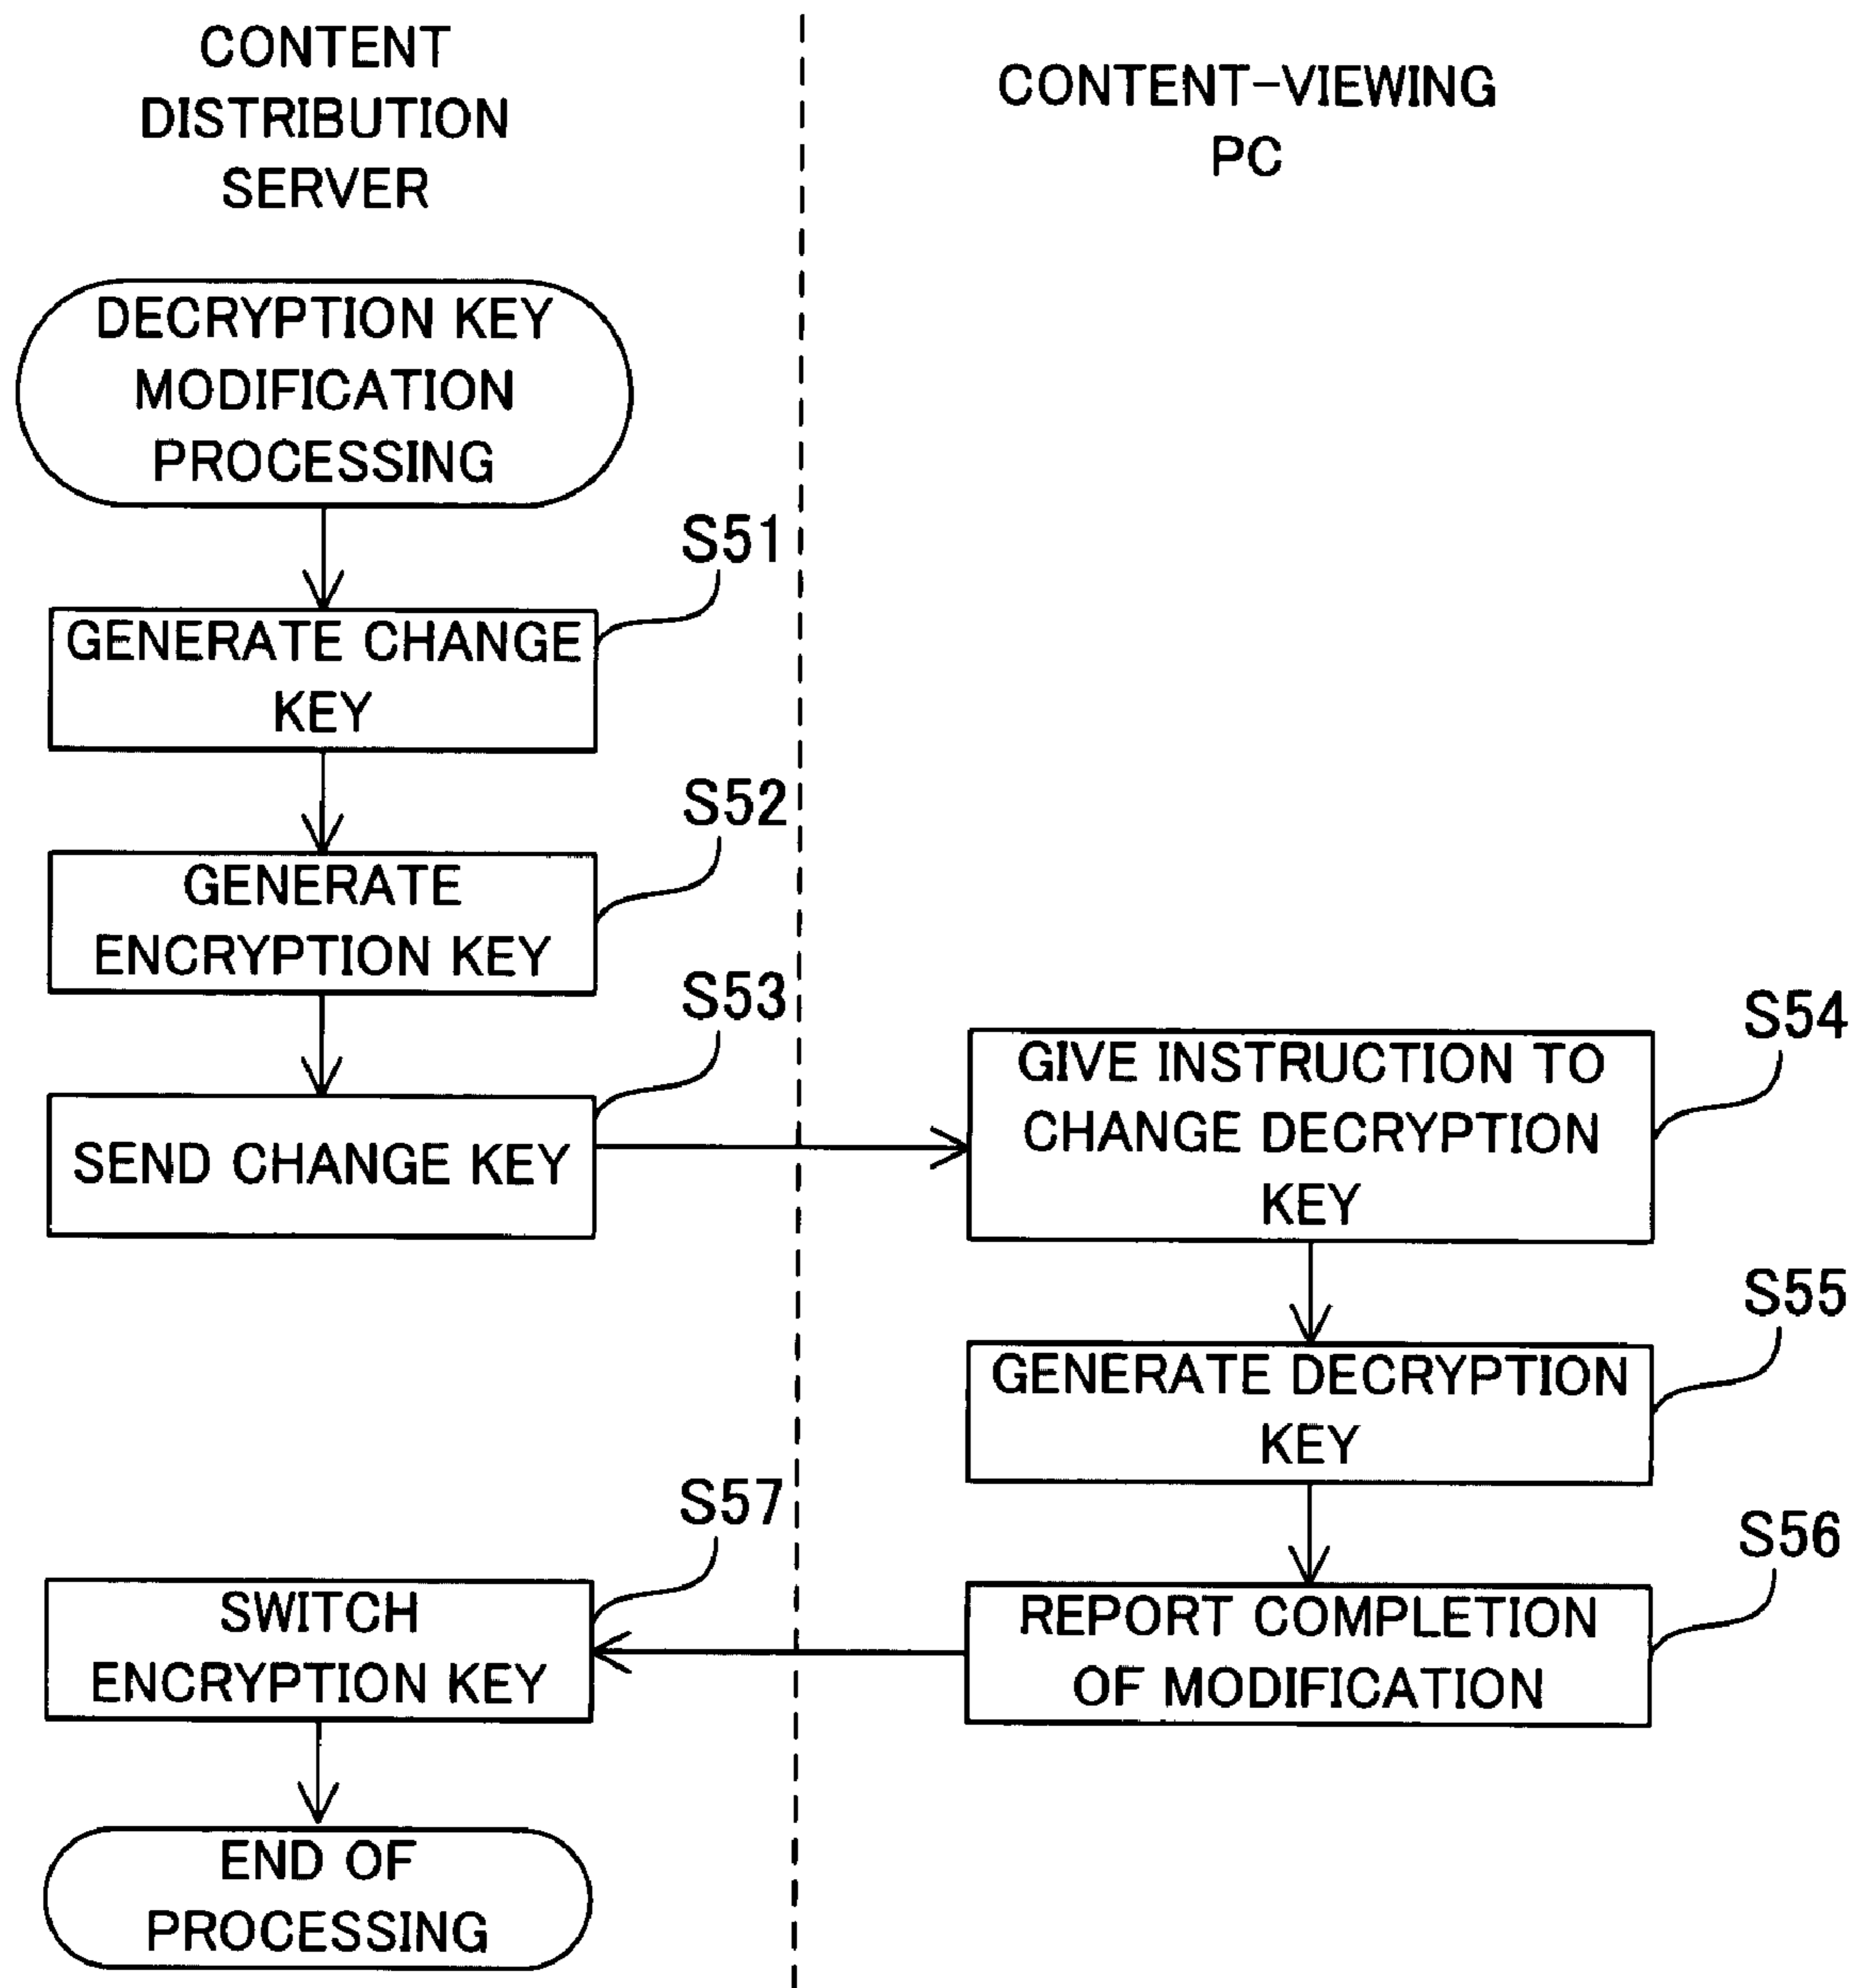 CONTENT
DISTRIBUTION
SERVER
CONTENT-VIEWING
PC
DECRYPTION KEY
MODIFICATION
PROCESSING
S51
GENERATE CHANGE
KEY
S52
GENERATE
ENCRYPTION KEY
S53
SEND CHANGE KEY
S54
GIVE INSTRUCTION TO
CHANGE DECRYPTION
KEY
S55
GENERATE DECRYPTION
KEY
S56
REPORT COMPLETION
OF MODIFICATION
S57
SWITCH
ENCRYPTION KEY
END OF
PROCESSING